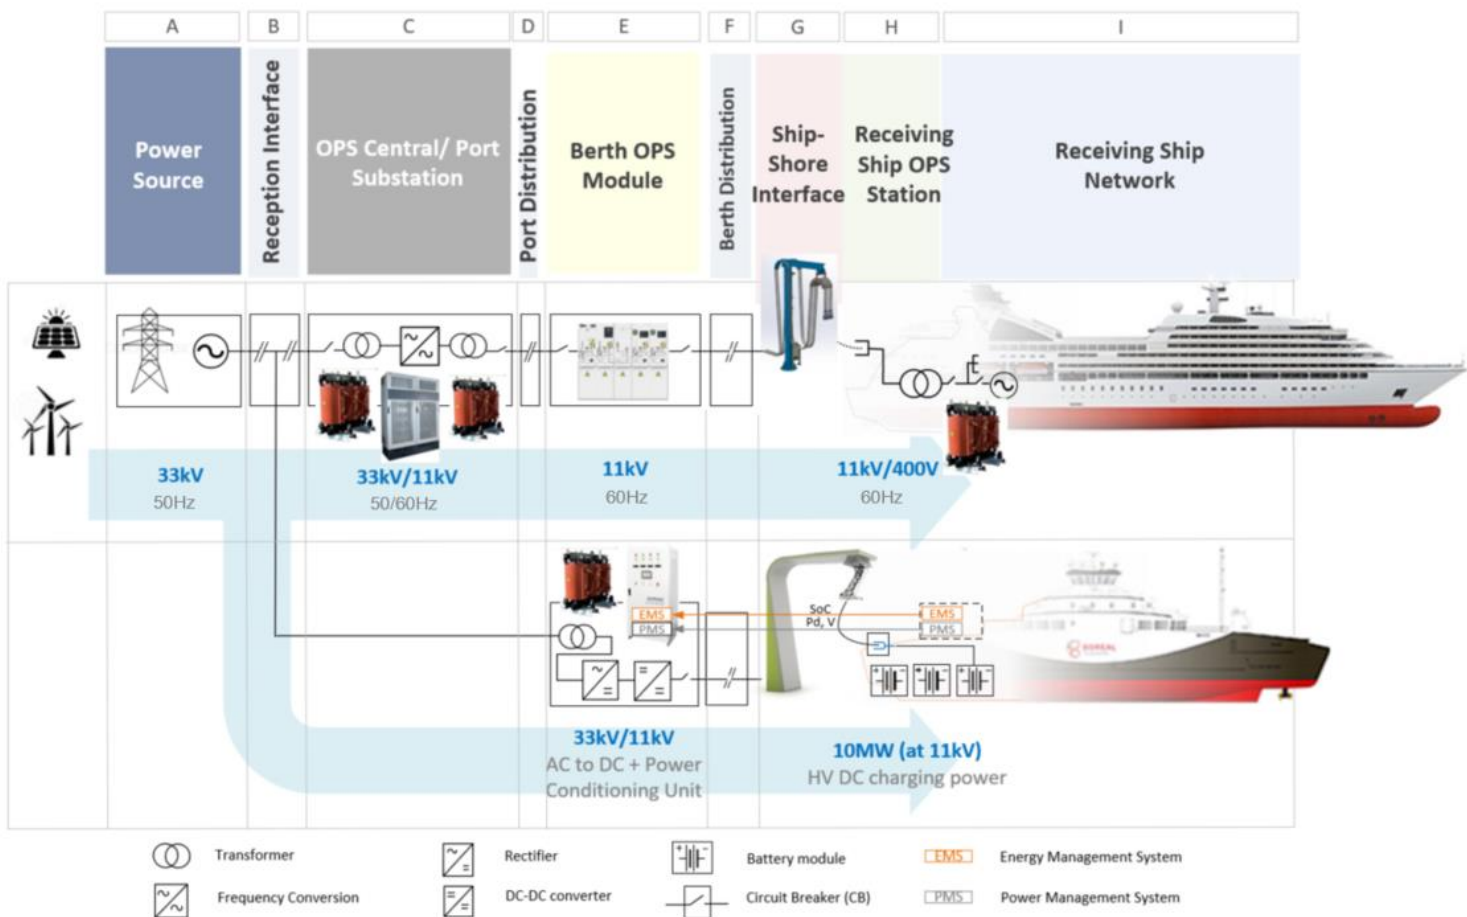 A B C D E F G H I
Power
Source
Reception Interface
OPS Central/ Port
Substation
Port Distribution
Berth OPS
Module
Berth Distribution
Ship-
Shore
Interface
Receiving
Ship OPS
Station
Receiving Ship
Network
33kV
50Hz
33kV/11kV
50/60Hz
11kV
60Hz
11kV/400V
60Hz
EMS
PMS
SoC
Pd, V
EMS
PMS
BOREAL
33kV/11kV
AC to DC + Power
Conditioning Unit
10MW (at 11kV)
HV DC charging power
Transformer
Rectifier
Battery module
EMS Energy Management System
Frequency Conversion
DC-DC converter
Circuit Breaker (CB)
PMS Power Management System